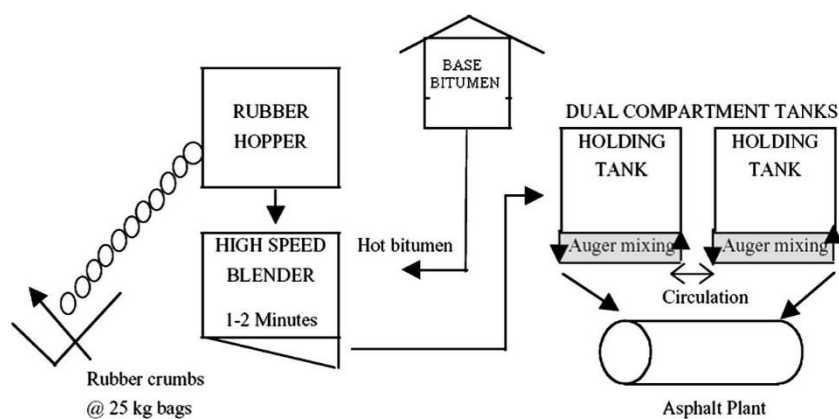 RUBBER
HOPPER
BASE
BITUMEN
DUAL COMPARTMENT TANKS
HOLDING
TANK
HOLDING
TANK
HIGH SPEED
BLENDER
1-2 Minutes
Hot bitumen
Auger mixing
Auger mixing
Circulation
Rubber crumbs
@ 25 kg bags
Asphalt Plant